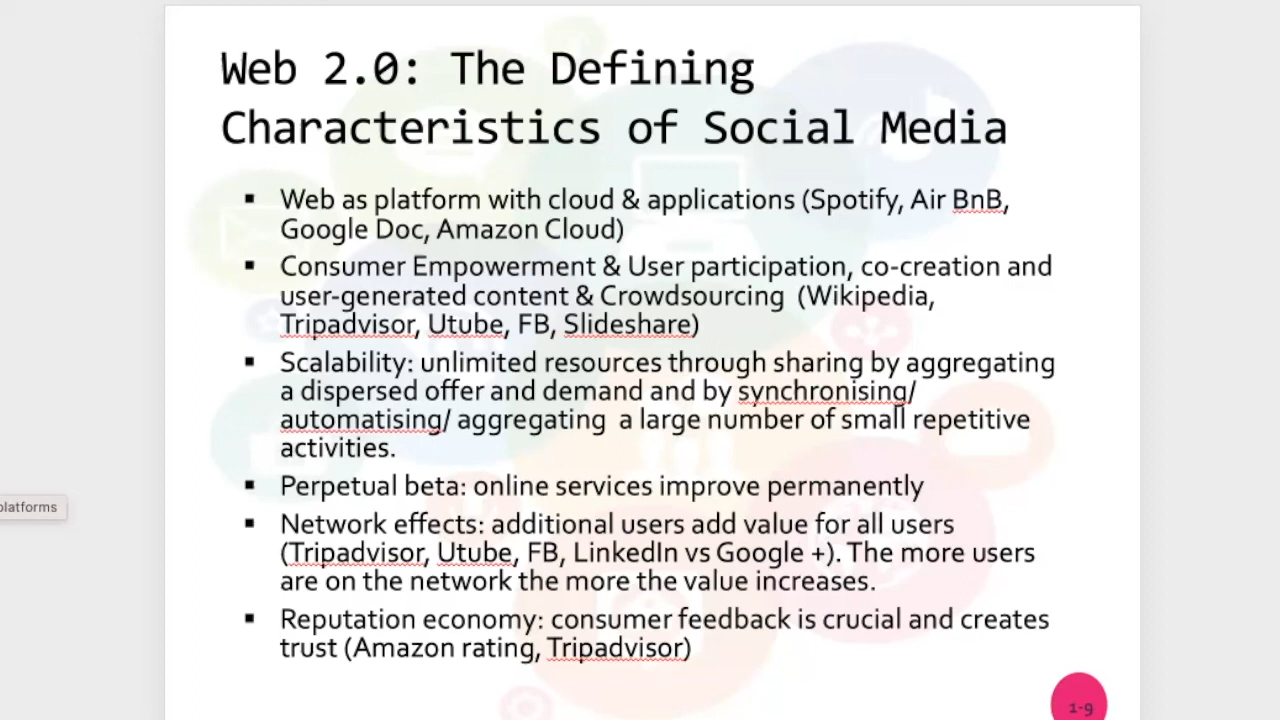 Web 2.0: The Defining
Characteristics of Social Media
▪ Web as platform with cloud & applications (Spotify, Air BnB,
Google Doc, Amazon Cloud)
▪ Consumer Empowerment & User participation, co-creation and
user-generated content & Crowdsourcing  (Wikipedia,
Tripadvisor, Utube, FB, Slideshare)
▪ Scalability: unlimited resources through sharing by aggregating
a dispersed offer and demand and by synchronising/
automatising/ aggregating  a large number of small repetitive
activities.
▪ Perpetual beta: online services improve permanently
platforms
▪ Network effects: additional users add value for all users
(Tripadvisor, Utube, FB, LinkedIn vs Google +). The more users
are on the network the more the value increases.
▪ Reputation economy: consumer feedback is crucial and creates
trust (Amazon rating, Tripadvisor)
1-9